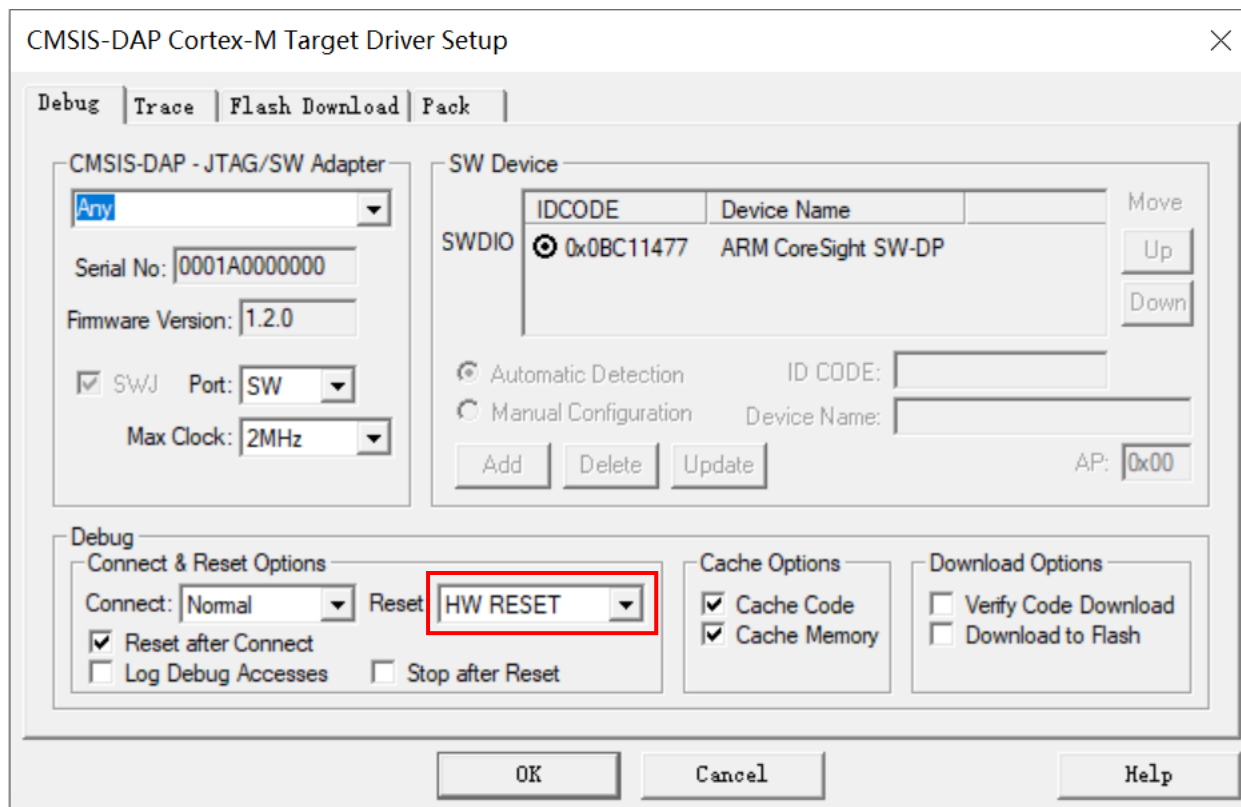 CMSIS-DAP Cortex-M Target Driver Setup
Debug Trace Flash Download Pack
CMSIS-DAP - JTAG/SW Adapter
Any
Serial No: 0001A0000000
Firmware Version: 1.2.0
SWJ Port: SW
Max Clock: 2MHz
SW Device
IDCODE Device Name
SWDIO 0x0BC11477 ARM CoreSight SW-DP
Move
Up
Down
Automatic Detection ID CODE:
Manual Configuration Device Name:
Add Delete Update AP: 0x00
Debug
Connect & Reset Options
Connect: Normal Reset HW RESET
Reset after Connect
Log Debug Accesses Stop after Reset
Cache Options
Cache Code
Cache Memory
Download Options
Verify Code Download
Download to Flash
OK Cancel Help